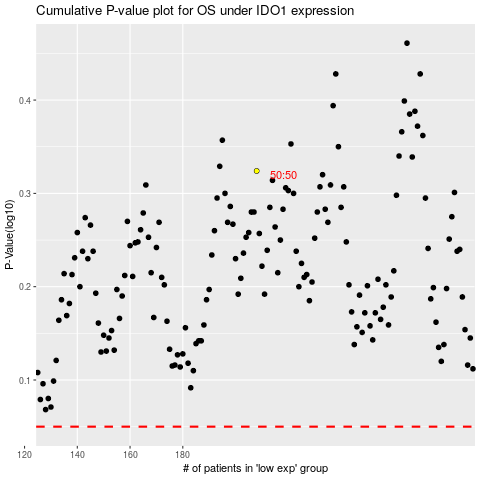 Cumulative P-value plot for OS under IDO1 expression
P-Value(log10)
0.4
0.3
0.2
0.1
50:50
120 140 160 180
# of patients in 'low exp' group